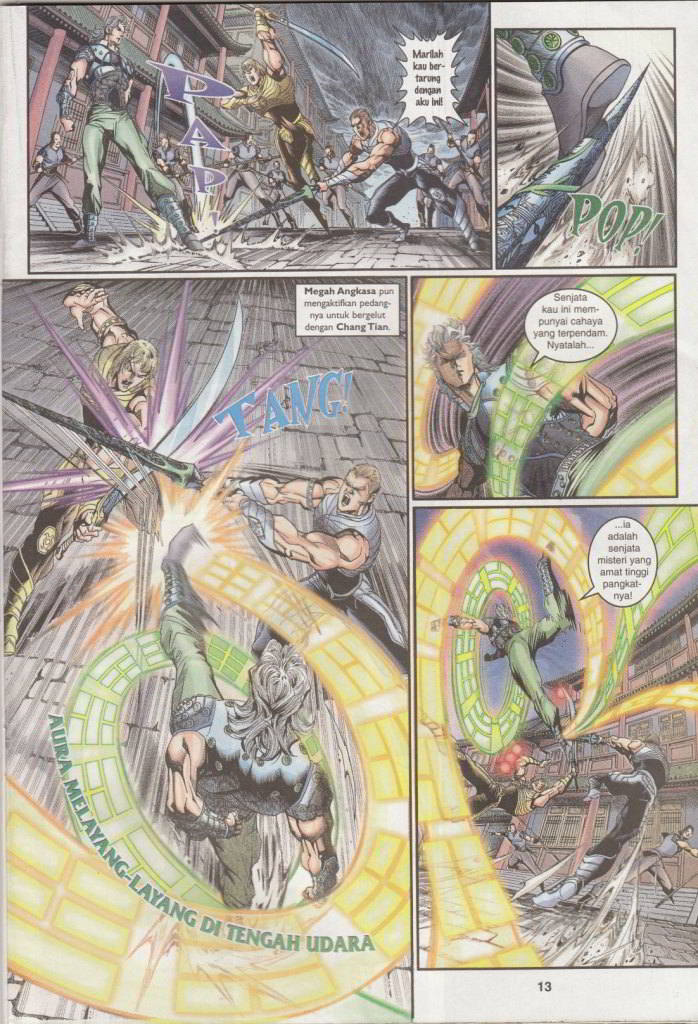 PAP!
Marilah
kau ber-
tarung
dengan
aku ini!
POP!
Megah Angkasa pun
mengaktifkan pedang-
nya untuk bergelut
dengan Chang Tian.
TANG!
AURA MELAYANG-LAYANG DI TENGAH UDARA
Senjata
kau ini mem-
punyai cahaya
yang terpendam.
Nyatalah...
...ia
adalah
senjata
misteri yang
amat tinggi
pangkat-
nya!
13